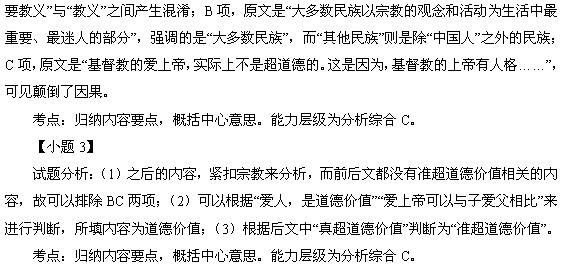 要教义”与“教义”之间产生混淆；B 项，原文是“大多数民族以宗教的观念和活动为生活中最
重要、最迷人的部分”，强调的是“大多数民族”，而“其他民族”则是除“中国人”之外的民族；
C 项，原文是“基督教的爱上帝，实际上不是超道德的。这是因为，基督教的上帝有人格……”，
可见颠倒了因果。
考点：归纳内容要点，概括中心意思。能力层级为分析综合 C。
【小题 3】
试题分析：（1）之后的内容，紧扣宗教来分析，而前后文都没有准超道德价值相关的内
容，故可以排除 BC 两项；（2）可以根据“爱人，是道德价值”“爱上帝可以与子爱父相比”来
进行判断，所填内容为道德价值；（3）根据后文中“真超道德价值”判断为“准超道德价值”。
考点：归纳内容要点，概括中心意思。能力层级为分析综合 C。